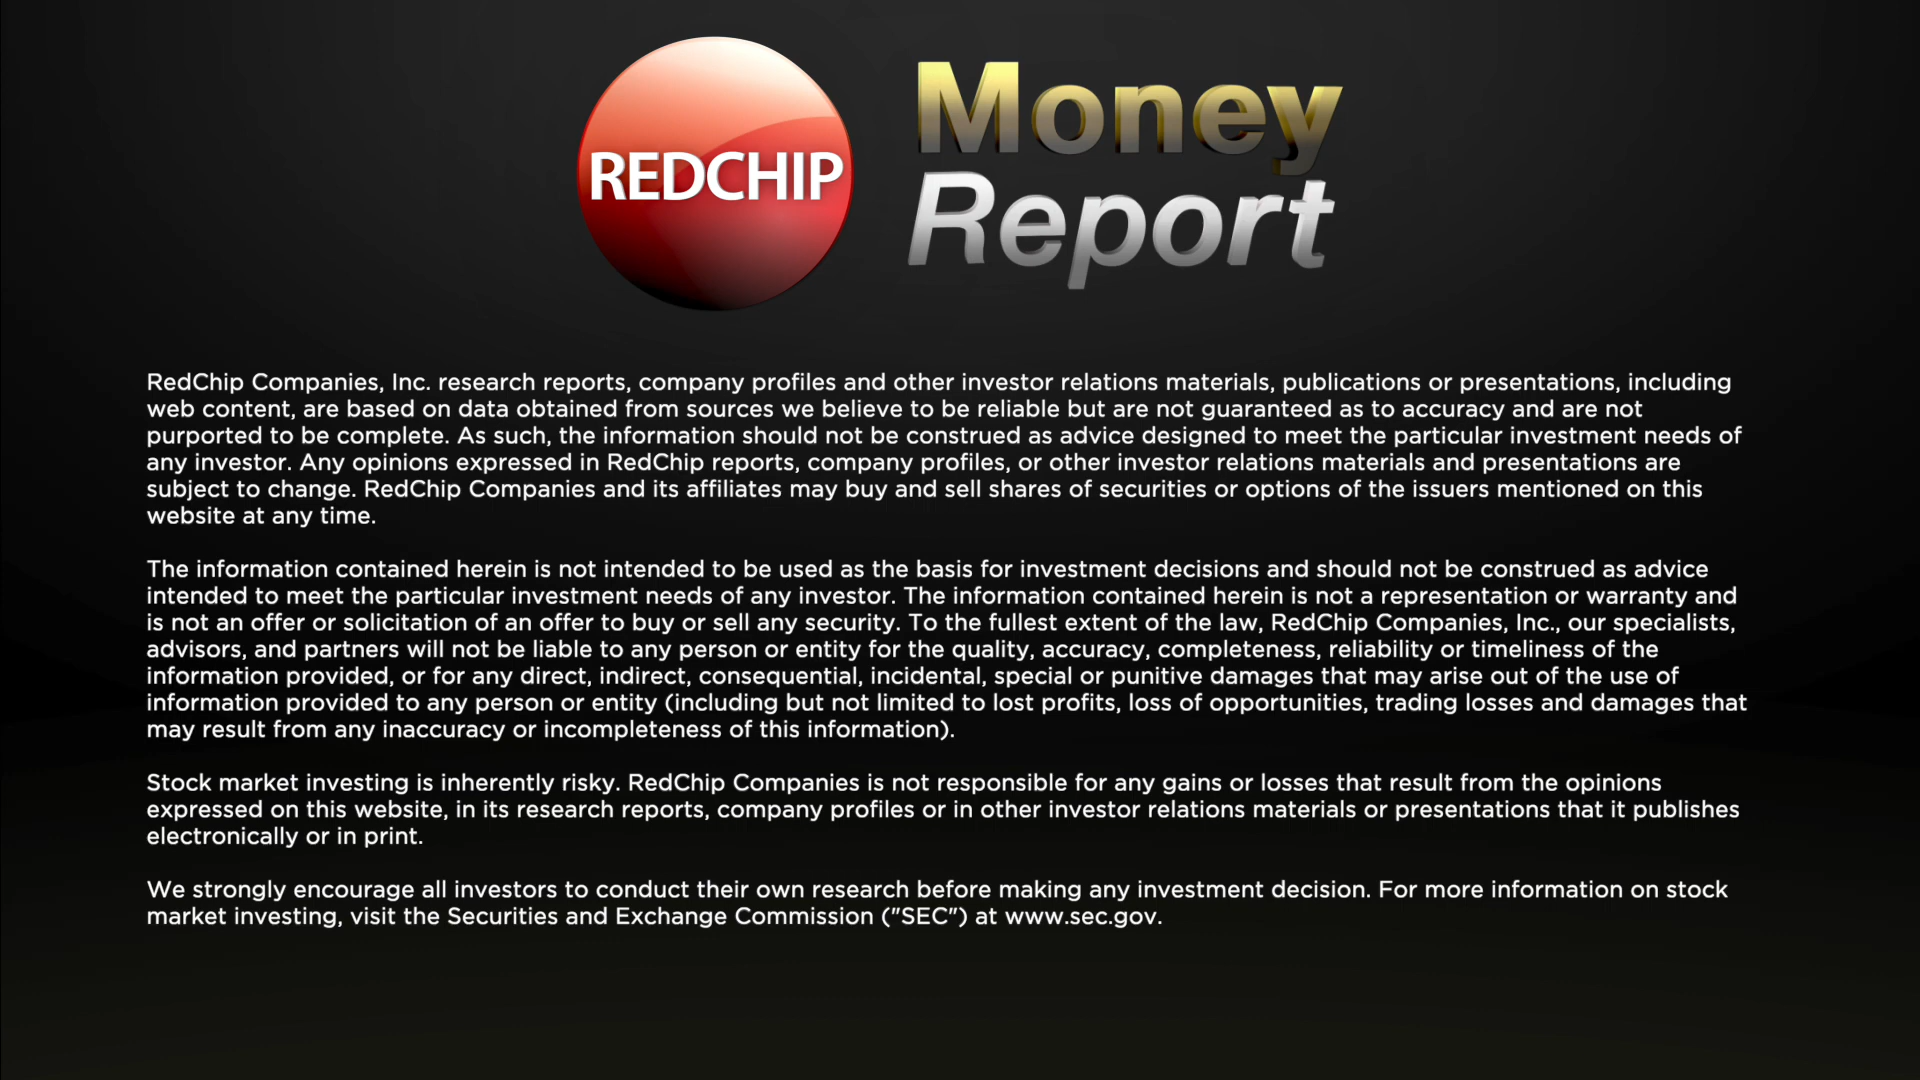 REDCHIP
Money
Report
RedChip Companies, Inc. research reports, company profiles and other investor relations materials, publications or presentations, including
web content, are based on data obtained from sources we believe to be reliable but are not guaranteed as to accuracy and are not
purported to be complete. As such, the information should not be construed as advice designed to meet the particular investment needs of
any investor. Any opinions expressed in RedChip reports, company profiles, or other investor relations materials and presentations are
subject to change. RedChip Companies and its affiliates may buy and sell shares of securities or options of the issuers mentioned on this
website at any time.
The information contained herein is not intended to be used as the basis for investment decisions and should not be construed as advice
intended to meet the particular investment needs of any investor. The information contained herein is not a representation or warranty and
is not an offer or solicitation of an offer to buy or sell any security. To the fullest extent of the law, RedChip Companies, Inc., our specialists,
advisors, and partners will not be liable to any person or entity for the quality, accuracy, completeness, reliability or timeliness of the
information provided, or for any direct, indirect, consequential, incidental, special or punitive damages that may arise out of the use of
information provided to any person or entity (including but not limited to lost profits, loss of opportunities, trading losses and damages that
may result from any inaccuracy or incompleteness of this information).
Stock market investing is inherently risky. RedChip Companies is not responsible for any gains or losses that result from the opinions
expressed on this website, in its research reports, company profiles or in other investor relations materials or presentations that it publishes
electronically or in print.
We strongly encourage all investors to conduct their own research before making any investment decision. For more information on stock
market investing, visit the Securities and Exchange Commission ("SEC") at www.sec.gov.